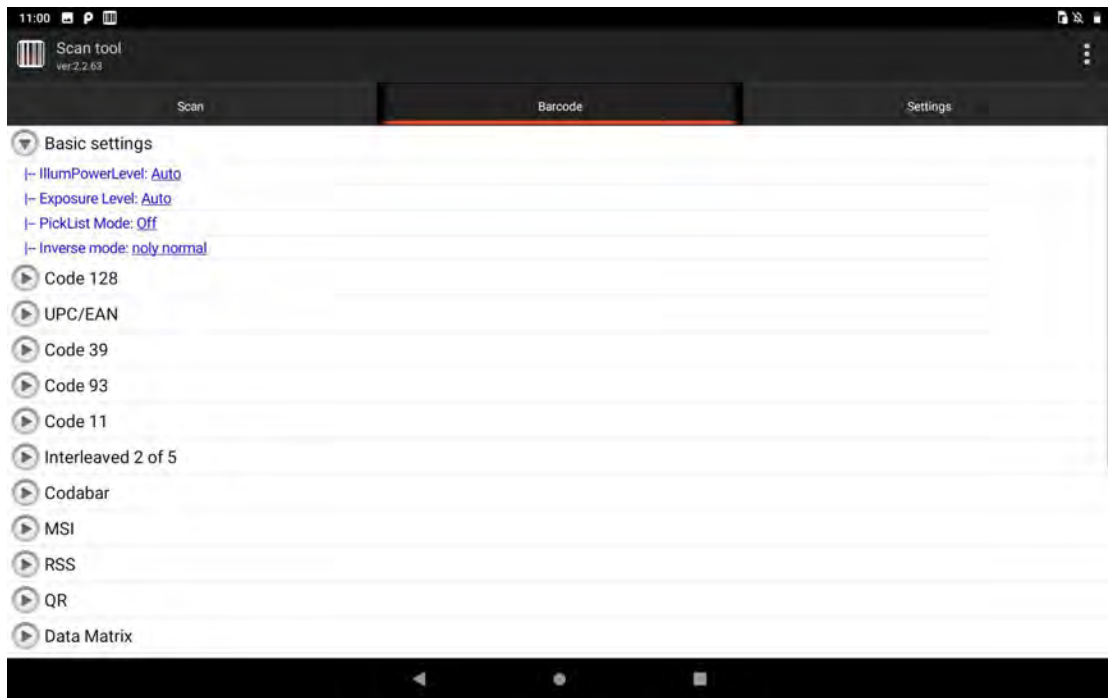 11:00
Scan tool
ver:2.2.63
Scan Barcode Settings
Basic settings
|-- IllumPowerLevel: Auto
|-- Exposure Level: Auto
|-- PickList Mode: Off
|-- Inverse mode: noly normal
Code 128
UPC/EAN
Code 39
Code 93
Code 11
Interleaved 2 of 5
Codabar
MSI
RSS
QR
Data Matrix